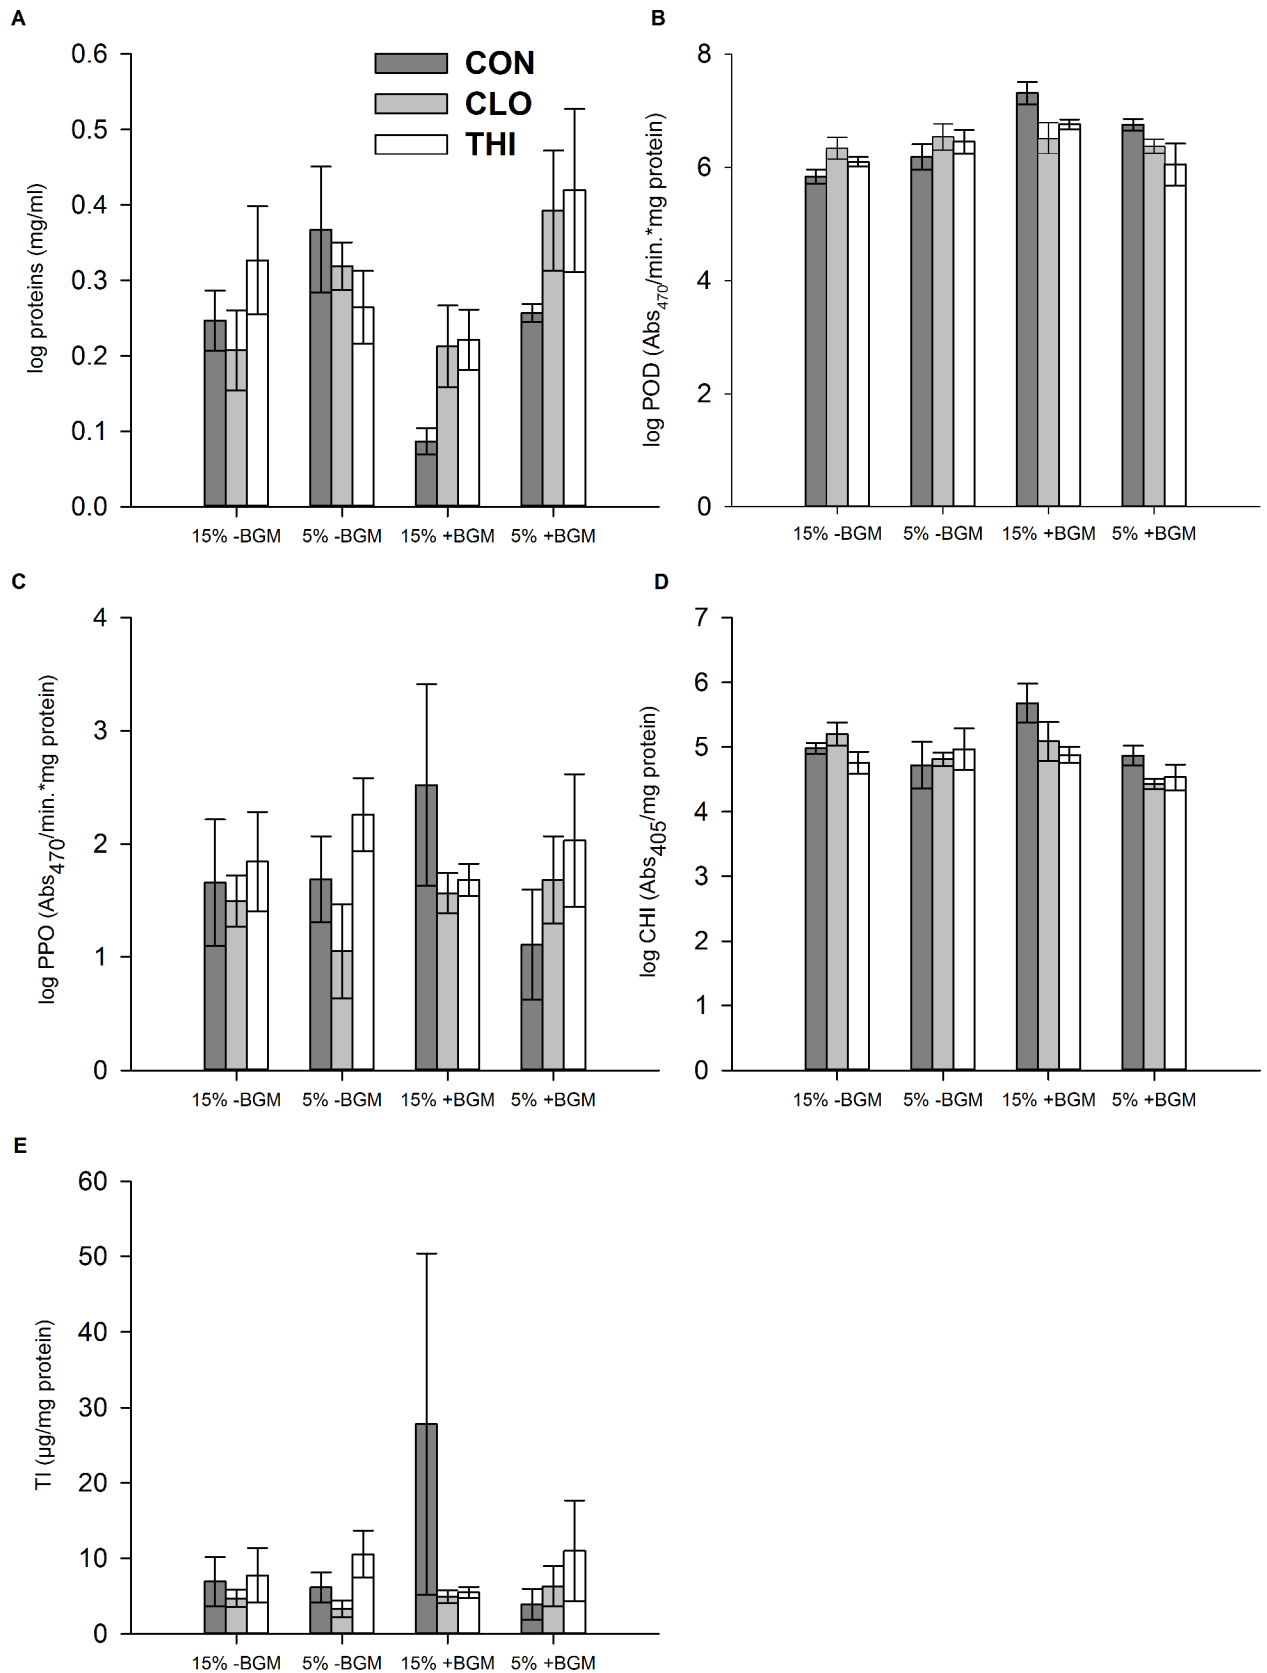 A
0.6
0.5
0.4
0.3
0.2
0.1
0.0
log proteins (mg/ml)
CON
CLO
THI
15% -BGM
5% -BGM
15% +BGM
5% +BGM
B
8
6
4
2
0
log POD (Abs470/min.*mg protein)
15% -BGM
5% -BGM
15% +BGM
5% +BGM
C
4
3
2
1
0
log PPO (Abs470/min.*mg protein)
15% -BGM
5% -BGM
15% +BGM
5% +BGM
D
7
6
5
4
3
2
1
0
log CHI (Abs405/mg protein)
15% -BGM
5% -BGM
15% +BGM
5% +BGM
E
60
50
40
30
20
10
0
TI (µg/mg protein)
15% -BGM
5% -BGM
15% +BGM
5% +BGM